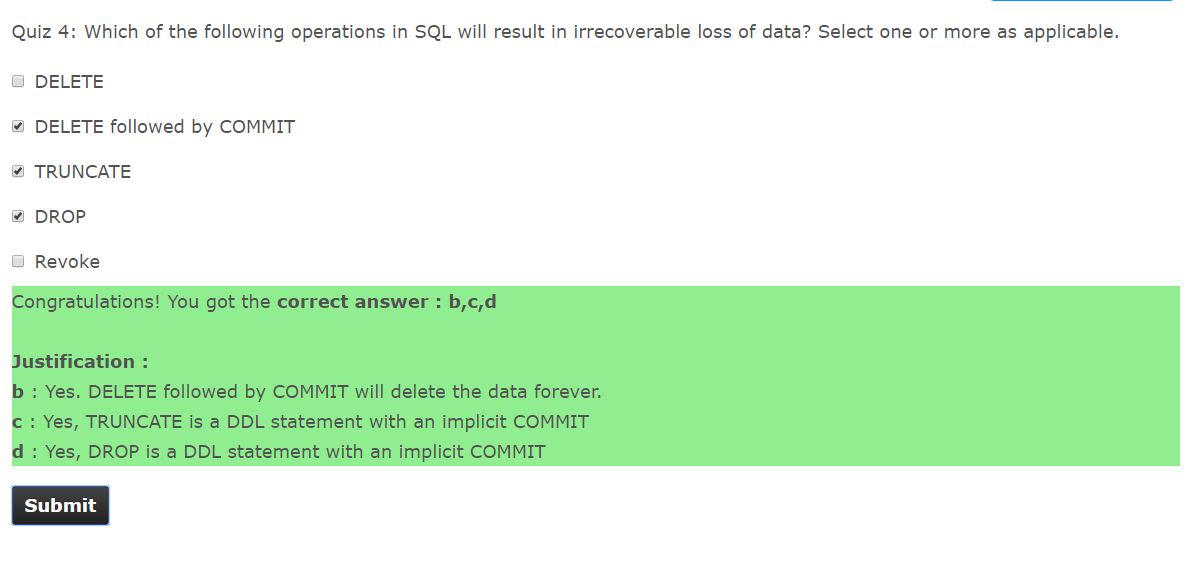 Quiz 4: Which of the following operations in SQL will result in irrecoverable loss of data? Select one or more as applicable.
DELETE
DELETE followed by COMMIT
TRUNCATE
DROP
Revoke
Congratulations! You got the correct answer : b,c,d
Justification :
b : Yes. DELETE followed by COMMIT will delete the data forever.
c : Yes, TRUNCATE is a DDL statement with an implicit COMMIT
d : Yes, DROP is a DDL statement with an implicit COMMIT
Submit